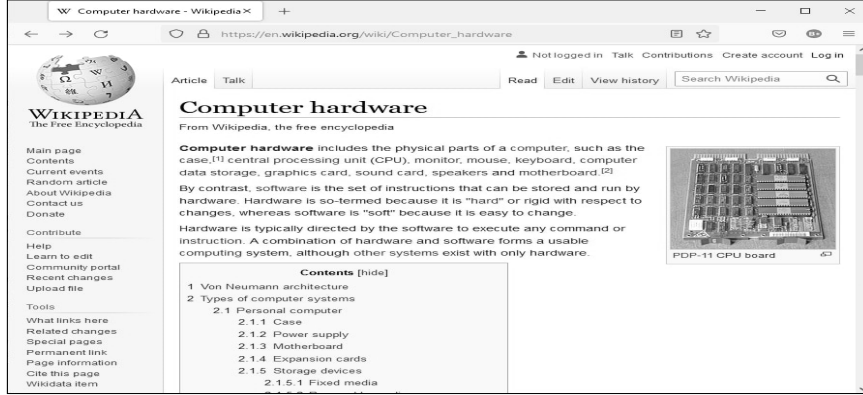 Computer hardware - Wikipedia
https://en.wikipedia.org/wiki/Computer_hardware
Not logged in Talk Contributions Create account Log in
Article Talk
Read Edit View history Search Wikipedia
WIKIPEDIA
The Free Encyclopedia
Main page
Contents
Current events
Random article
About Wikipedia
Contact us
Donate
Contribute
Help
Learn to edit
Community portal
Recent changes
Upload file
Tools
What links here
Related changes
Special pages
Permanent link
Page information
Cite this page
Wikidata item
Computer hardware
From Wikipedia, the free encyclopedia
Computer hardware includes the physical parts of a computer, such as the
case,[1] central processing unit (CPU), monitor, mouse, keyboard, computer
data storage, graphics card, sound card, speakers and motherboard.[2]
By contrast, software is the set of instructions that can be stored and run by
hardware. Hardware is so-termed because it is "hard" or rigid with respect to
changes, whereas software is "soft" because it is easy to change.
Hardware is typically directed by the software to execute any command or
instruction. A combination of hardware and software forms a usable
computing system, although other systems exist with only hardware.
PDP-11 CPU board
Contents [hide]
1 Von Neumann architecture
2 Types of computer systems
2.1 Personal computer
2.1.1 Case
2.1.2 Power supply
2.1.3 Motherboard
2.1.4 Expansion cards
2.1.5 Storage devices
2.1.5.1 Fixed media